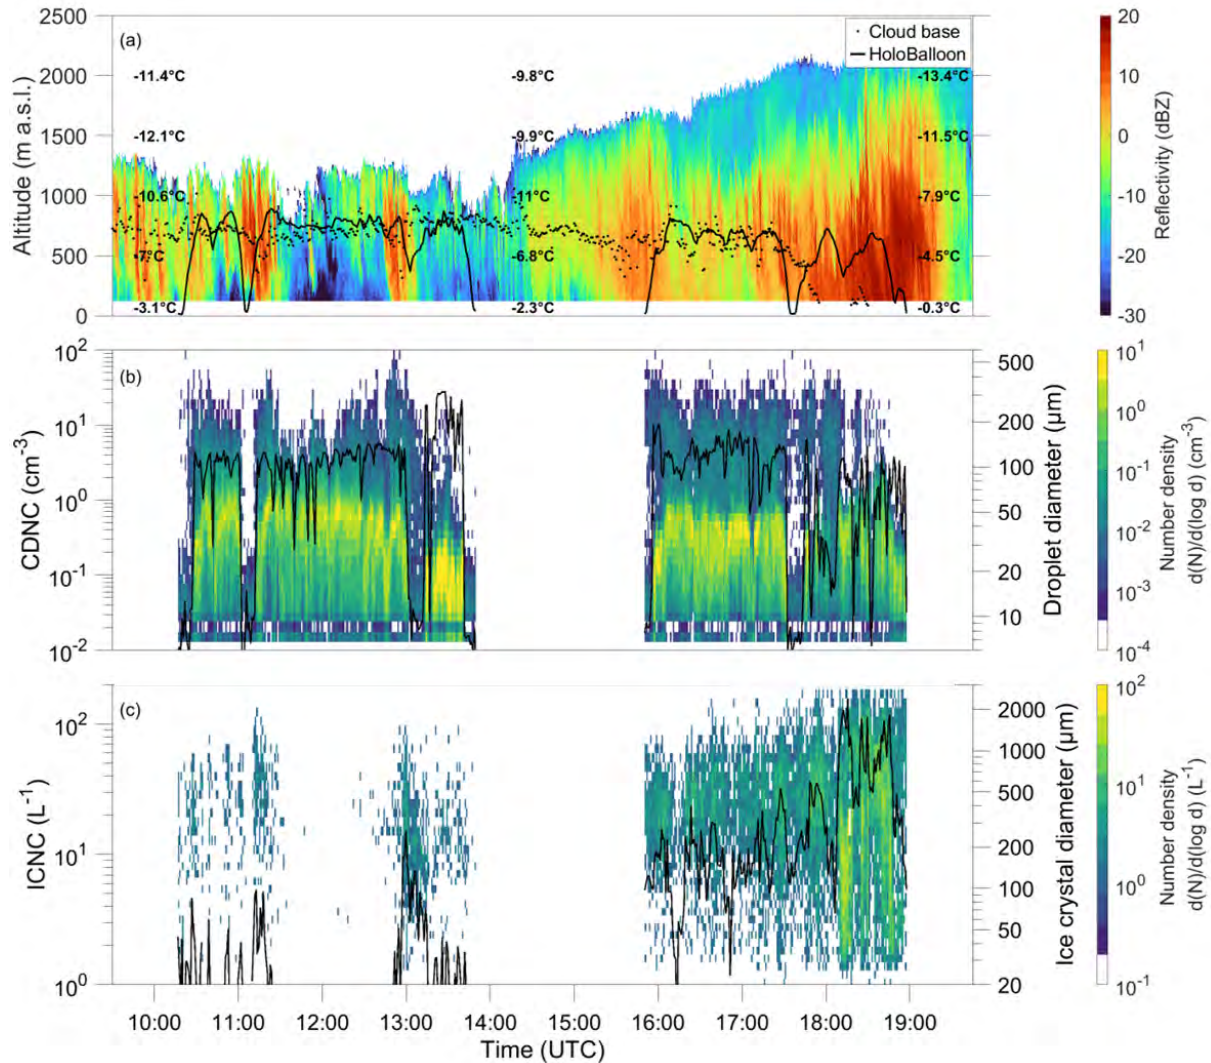 (a)
Cloud base
HoloBalloon
2500
2000
1500
1000
500
0
Altitude (m a.s.l.)
-11.4°C
-9.8°C
-13.4°C
-12.1°C
-9.9°C
-11.5°C
-10.6°C
-11°C
-7.9°C
-7°C
-6.8°C
-4.5°C
-3.1°C
-2.3°C
-0.3°C
20
10
0
-10
-20
-30
Reflectivity (dBZ)
(b)
10²
10¹
10⁰
10⁻¹
10⁻²
CDNC (cm⁻³)
500
200
100
50
20
10
Droplet diameter (µm)
10¹
10⁰
10⁻¹
10⁻²
10⁻³
10⁻⁴
Number density
d(N)/d(log d) (cm⁻³)
(c)
10²
10¹
10⁰
ICNC (L⁻¹)
2000
1000
500
200
100
50
20
Ice crystal diameter (µm)
10²
10¹
10⁰
10⁻¹
Number density
d(N)/d(log d) (L⁻¹)
10:00 11:00 12:00 13:00 14:00 15:00 16:00 17:00 18:00 19:00
Time (UTC)